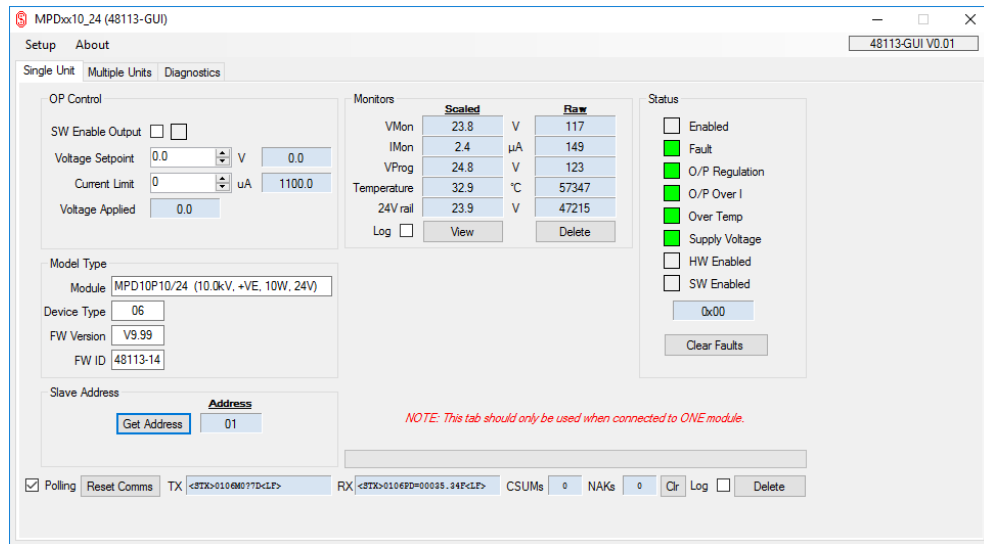 MPDxx10_24 (48113-GUI)
Setup About 48113-GUI V0.01
Single Unit Multiple Units Diagnostics
OP Control
SW Enable Output
Voltage Setpoint 0.0 V 0.0
Current Limit 0 uA 1100.0
Voltage Applied 0.0
Monitors
Scaled Raw
VMon 23.8 V 117
IMon 2.4 µA 149
VProg 24.8 V 123
Temperature 32.9 °C 57347
24V rail 23.9 V 47215
Log View Delete
Status
Enabled
Fault
O/P Regulation
O/P Over I
Over Temp
Supply Voltage
HW Enabled
SW Enabled
0x00
Clear Faults
Model Type
Module MPD10P10/24 (10.0kV, +VE, 10W, 24V)
Device Type 06
FW Version V9.99
FW ID 48113-14
Slave Address
Address
Get Address 01
NOTE: This tab should only be used when connected to ONE module.
Polling Reset Comms TX <STX>0106M0??D<LF> RX <STX>0106PD=00035.34F<LF> CSUMs 0 NAKs 0 Clr Log Delete